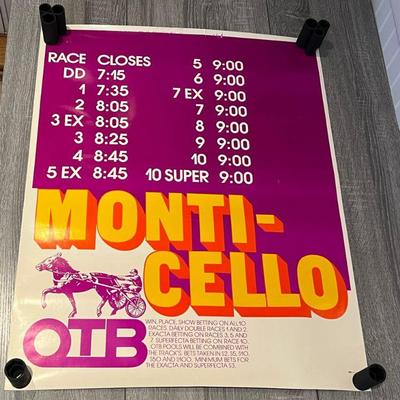 RACE CLOSES
DD 7:15
1 7:35
2 8:05
3 EX 8:05
3 8:25
4 8:45
5 EX 8:45
5 9:00
6 9:00
7 EX 9:00
7 9:00
8 9:00
9 9:00
10 9:00
10 SUPER 9:00
MONTI-
CELLO
OTB
WIN, PLACE, SHOW BETTING ON ALL 10
RACES. DAILY DOUBLE RACES 1 AND 2.
EXACTA BETTING ON RACES 3, 5 AND
7. SUPERFECTA BETTING ON RACE 10.
OTB POOLS WILL BE COMBINED WITH
THE TRACK'S. BETS TAKEN IN $2, $5, $10,
$50 AND $100. MINIMUM BETS FOR
THE EXACTA AND SUPERFECTA $3.